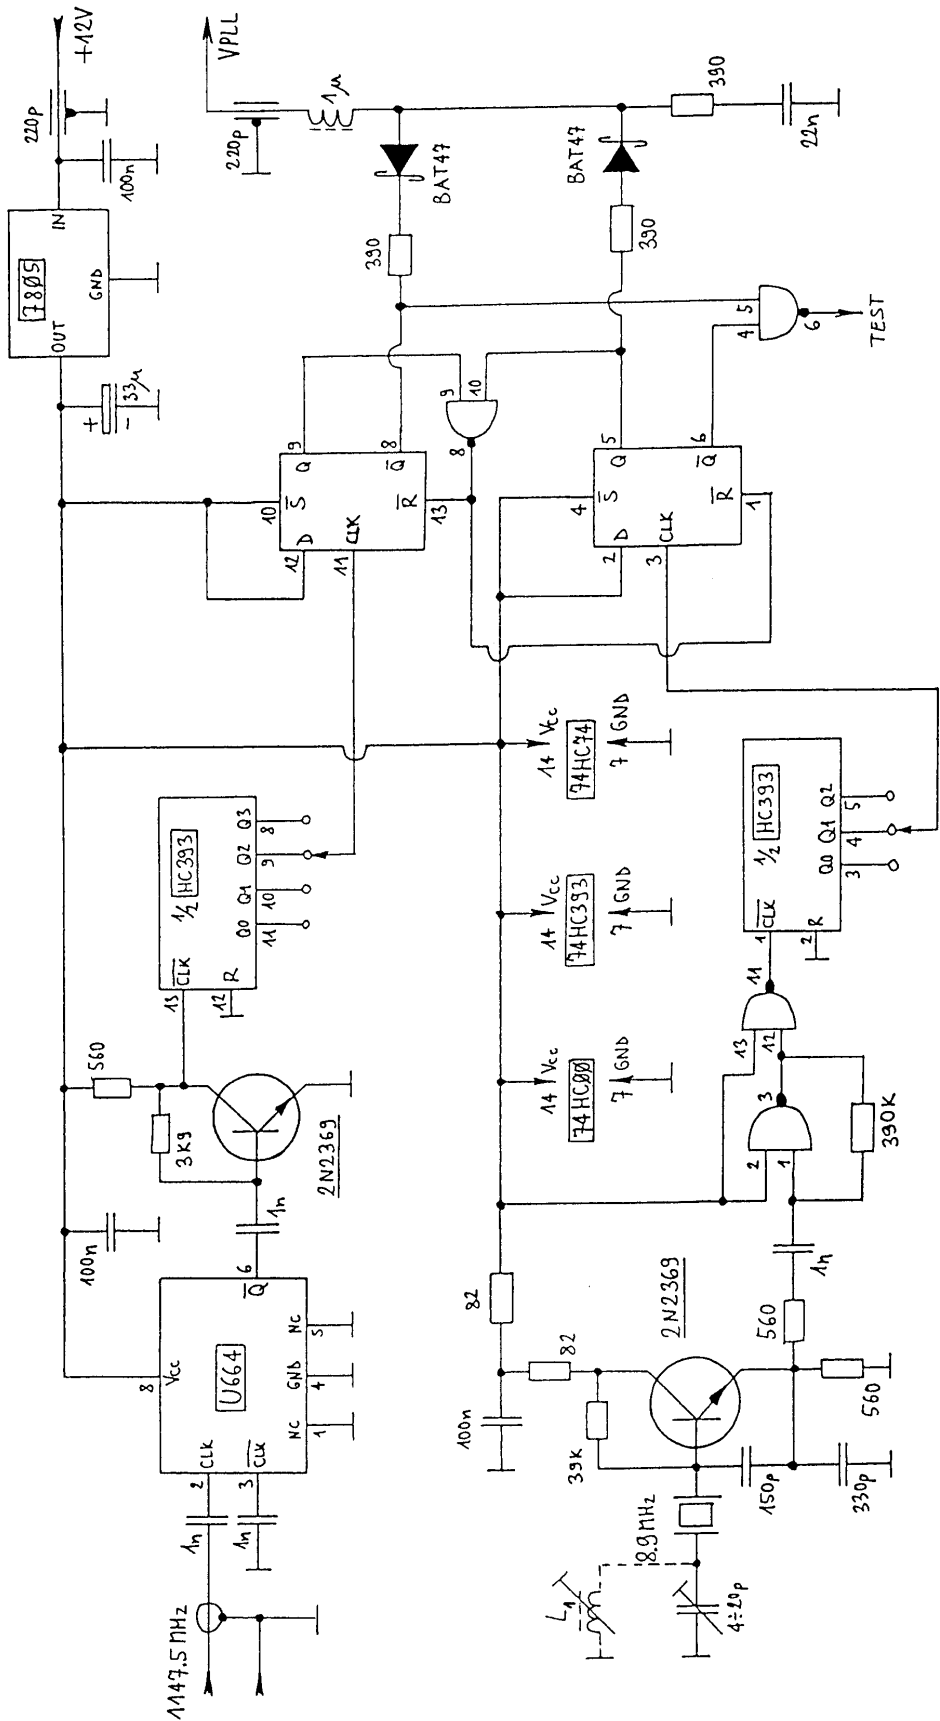 +12V
220p
100n
IN
7805
GND
OUT
+
33µ
-
VPLL
220p
1µ
BAT47
390
BAT47
390
390
22n
9
Q
8
Q̅
10
S̅
R̅
13
D
CLK
12
11
9
10
8
5
Q
6
Q̅
4
S̅
R̅
1
D
CLK
2
3
5
4
6
TEST
1/2 HC393
Q3
8
Q2
9
Q1
10
Q0
11
C̅L̅K̅
13
R
12
560
3K9
2N2369
1n
100n
U664
8
Vcc
6
Q̅
NC
5
GND
4
NC
1
CLK
2
C̅L̅K̅
3
1n
1n
1147.5 MHz
14 Vcc
74HC74
7 GND
14 Vcc
74HC393
7 GND
14 Vcc
74HC00
7 GND
1/2 HC393
Q2
5
Q1
4
Q0
3
C̅L̅K̅
1
R
2
11
13
12
3
2
1
390K
1n
560
82
82
100n
39K
2N2369
560
150p
330p
8.9MHz
L1
4÷20p